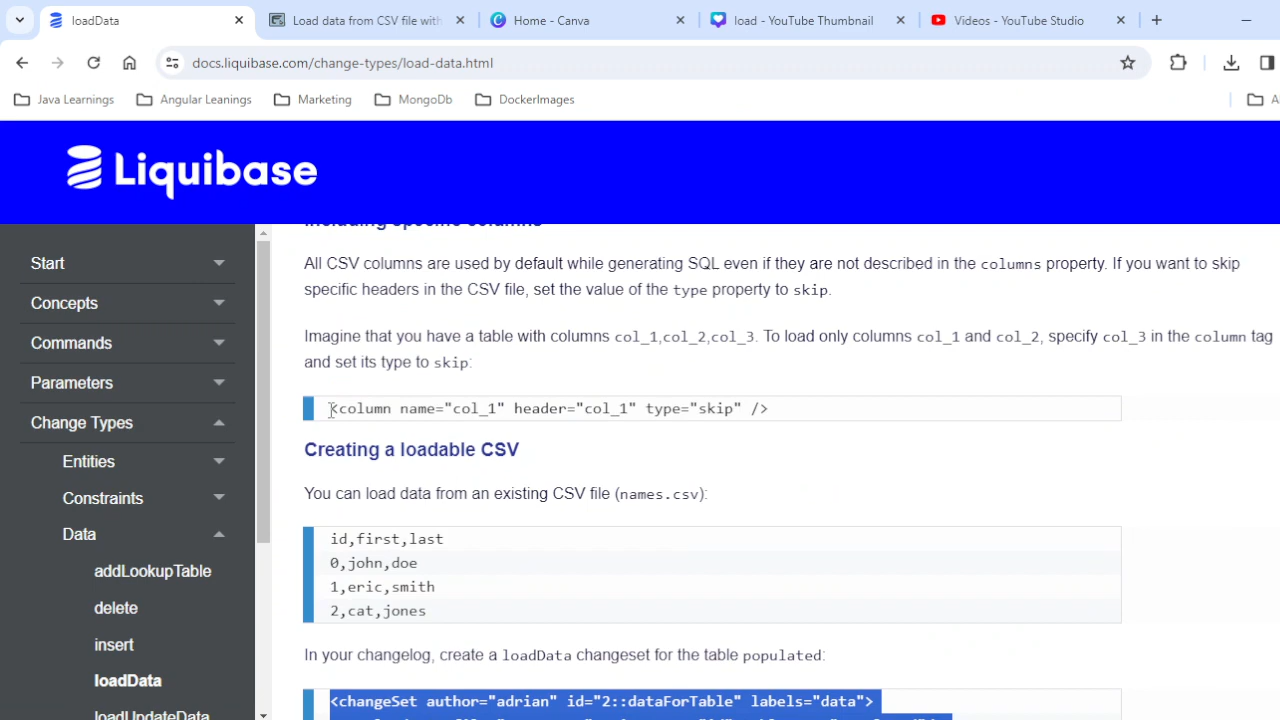 loadData
Load data from CSV file with
Home - Canva
load - YouTube Thumbnail
Videos - YouTube Studio
docs.liquibase.com/change-types/load-data.html
Java Learnings
Angular Leanings
Marketing
MongoDb
DockerImages
Liquibase
Start
Concepts
Commands
Parameters
Change Types
Entities
Constraints
Data
addLookupTable
delete
insert
loadData
loadUpdateData
Including specific columns
All CSV columns are used by default while generating SQL even if they are not described in the columns property. If you want to skip
specific headers in the CSV file, set the value of the type property to skip.
Imagine that you have a table with columns col_1,col_2,col_3. To load only columns col_1 and col_2, specify col_3 in the column tag
and set its type to skip:
<column name="col_1" header="col_1" type="skip" />
Creating a loadable CSV
You can load data from an existing CSV file (names.csv):
id,first,last
0,john,doe
1,eric,smith
2,cat,jones
In your changelog, create a loadData changeset for the table populated:
<changeSet author="adrian" id="2::dataForTable" labels="data">